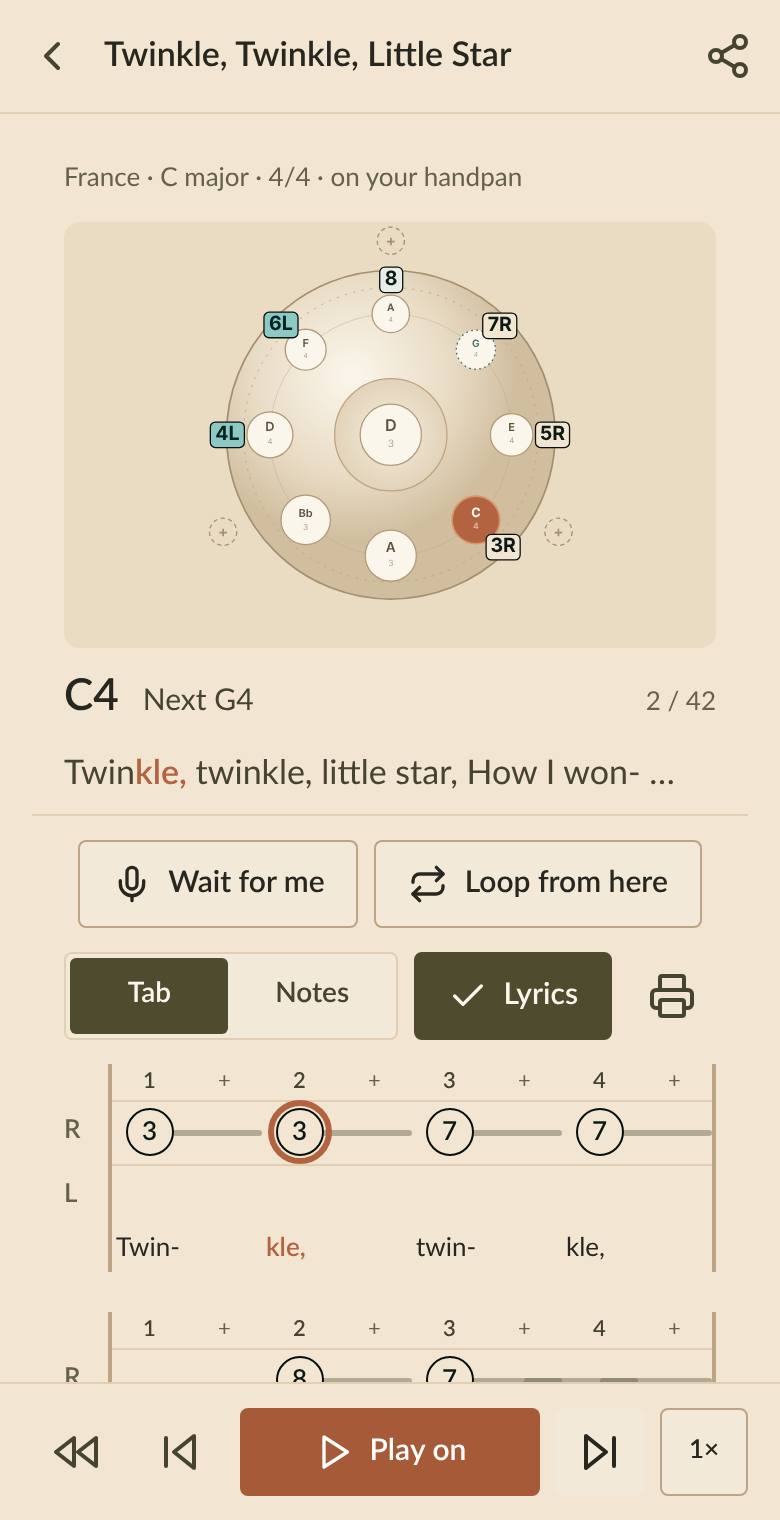 Twinkle, Twinkle, Little Star
France · C major · 4/4 · on your handpan
+
8
A
4
6L
7R
F
4
G
4
4L
D
4
D
3
E
4
5R
Bb
3
C
4
+
+
A
3
3R
C4 Next G4 2 / 42
Twinkle, twinkle, little star, How I won- ...
Wait for me Loop from here
Tab Notes Lyrics
1 + 2 + 3 + 4 +
R 3 3 7 7
L
Twin- kle, twin- kle,
1 + 2 + 3 + 4 +
R 8 7
Play on 1×